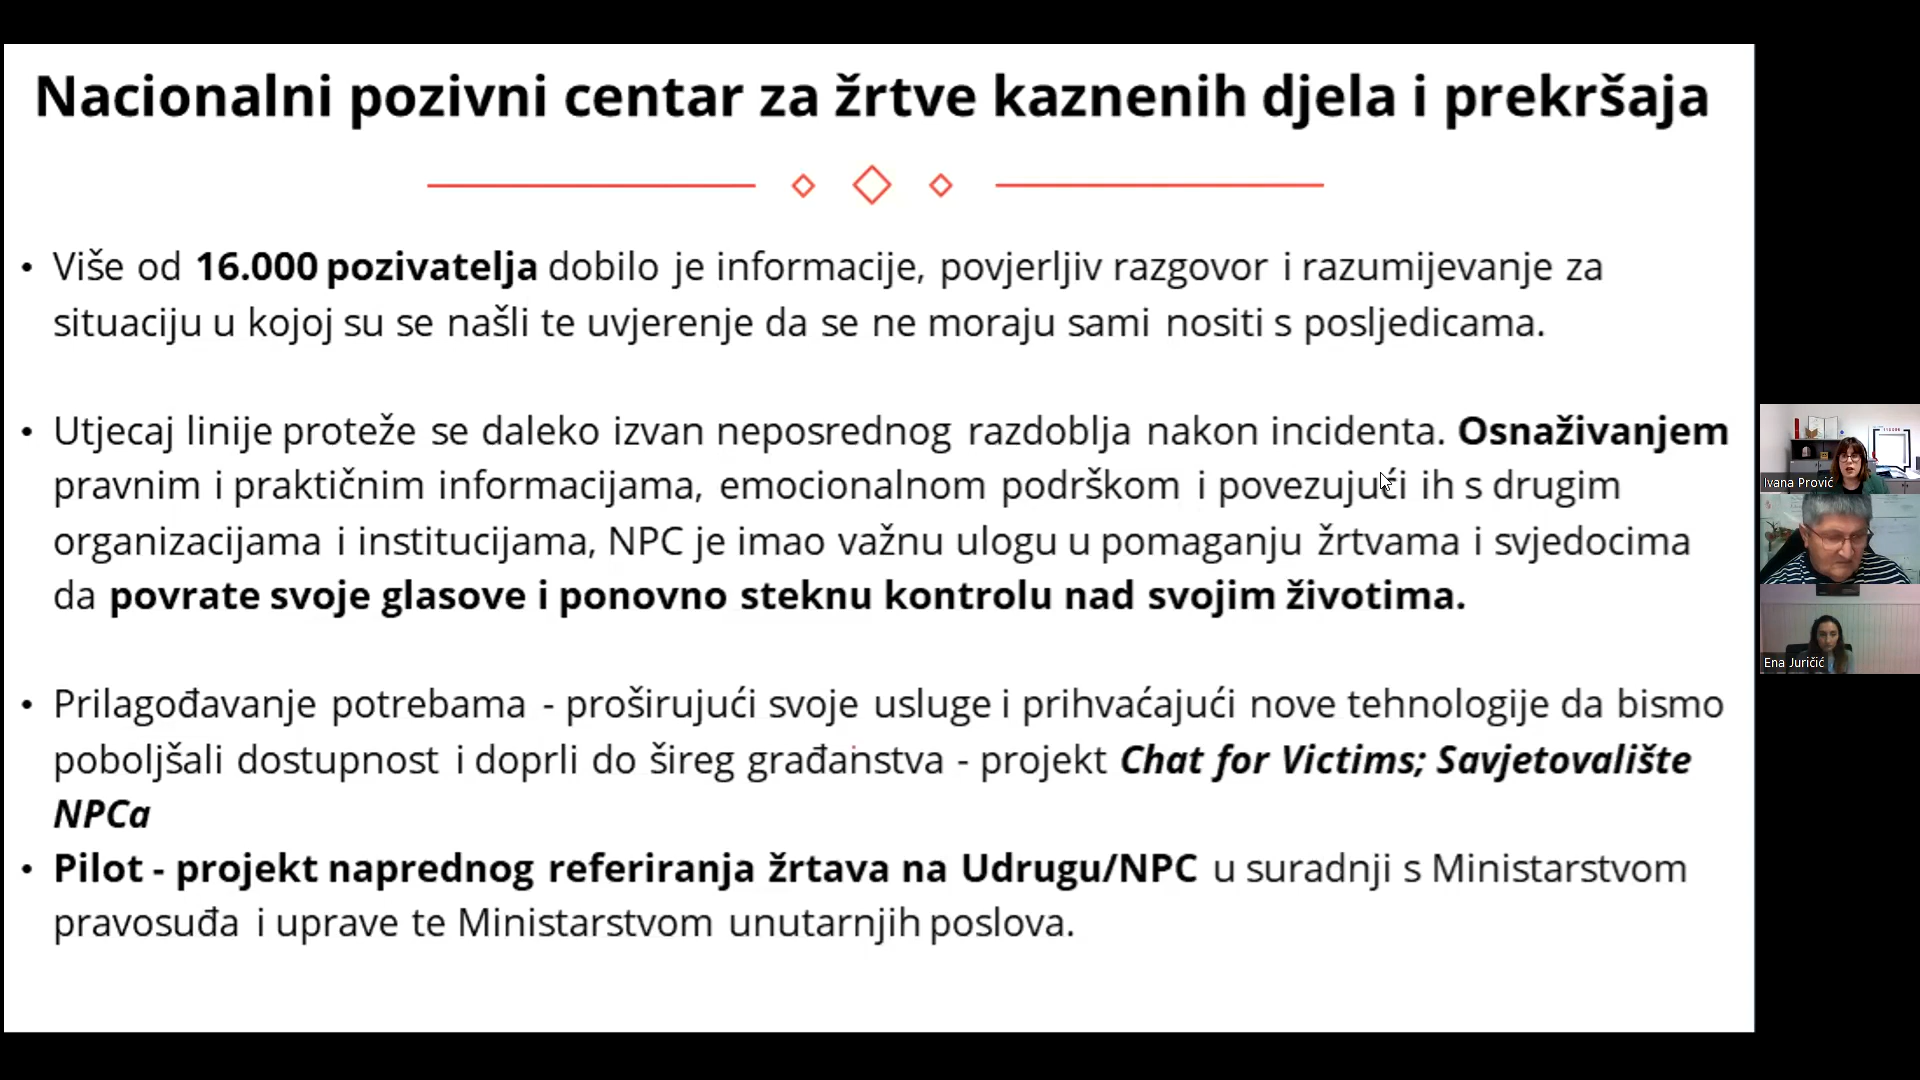 Nacionalni pozivni centar za žrtve kaznenih djela i prekršaja
• Više od 16.000 pozivatelja dobilo je informacije, povjerljiv razgovor i razumijevanje za
situaciju u kojoj su se našli te uvjerenje da se ne moraju sami nositi s posljedicama.
• Utjecaj linije proteže se daleko izvan neposrednog razdoblja nakon incidenta. Osnaživanjem
pravnim i praktičnim informacijama, emocionalnom podrškom i povezujući ih s drugim
organizacijama i institucijama, NPC je imao važnu ulogu u pomaganju žrtvama i svjedocima
da povrate svoje glasove i ponovno steknu kontrolu nad svojim životima.
• Prilagođavanje potrebama - proširujući svoje usluge i prihvaćajući nove tehnologije da bismo
poboljšali dostupnost i doprli do šireg građanstva - projekt Chat for Victims; Savjetovalište
NPCa
• Pilot - projekt naprednog referiranja žrtava na Udrugu/NPC u suradnji s Ministarstvom
pravosuđa i uprave te Ministarstvom unutarnjih poslova.
Ivana Prović
Ena Juričić